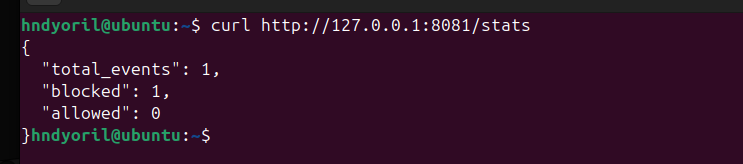 hndyoril@ubuntu:~$ curl http://127.0.0.1:8081/stats
{
  "total_events": 1,
  "blocked": 1,
  "allowed": 0
}hndyoril@ubuntu:~$